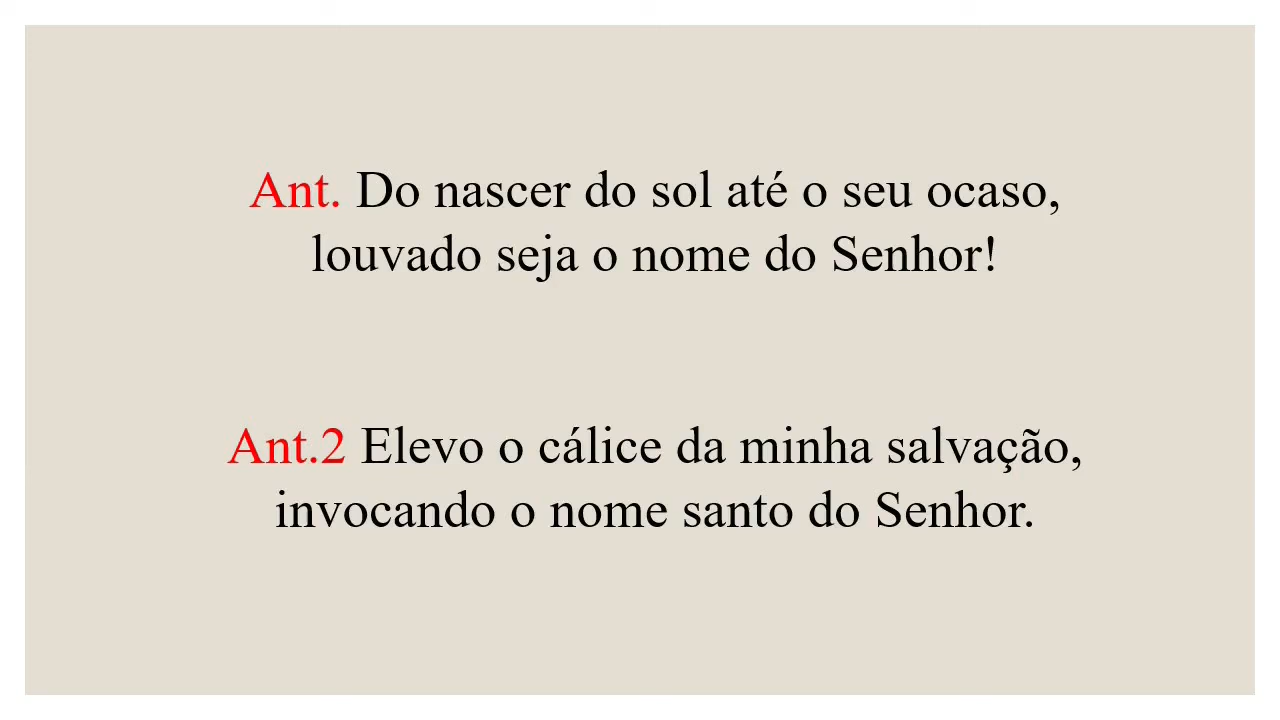 Ant. Do nascer do sol até o seu ocaso,
louvado seja o nome do Senhor!
Ant.2 Elevo o cálice da minha salvação,
invocando o nome santo do Senhor.